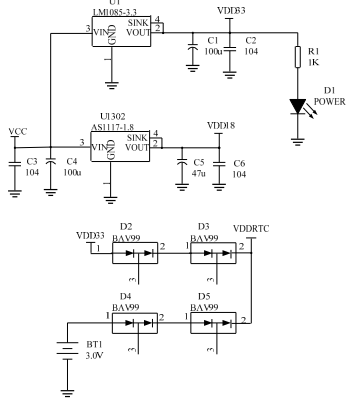 U1
LM1085-3.3
VDD33
SINK 4
3 VIN VOUT 2
GND
1
C1
100u
C2
104
R1
1K
D1
POWER
U1302
AS1117-1.8
VCC
SINK 4
3 VIN VOUT 2
GND
1
VDD18
C3
104
C4
100u
C5
47u
C6
104
D2
BAV99
D3
BAV99
VDD33
VDDRTC
1 2 1 2
3 3
D4
BAV99
D5
BAV99
1 2 1 2
3 3
BT1
3.0V